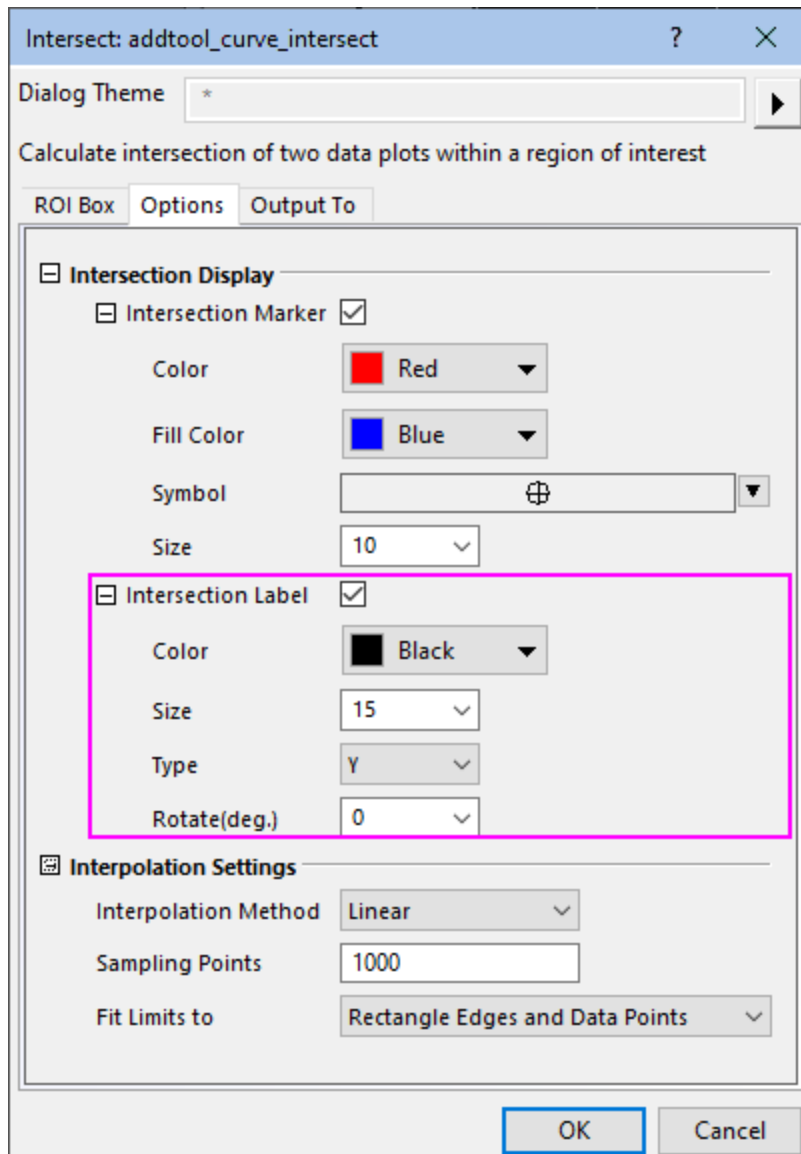 Intersect: addtool_curve_intersect ?
Dialog Theme *
Calculate intersection of two data plots within a region of interest
ROI Box Options Output To
Intersection Display
Intersection Marker
Color Red
Fill Color Blue
Symbol
Size 10
Intersection Label
Color Black
Size 15
Type Y
Rotate(deg.) 0
Interpolation Settings
Interpolation Method Linear
Sampling Points 1000
Fit Limits to Rectangle Edges and Data Points
OK Cancel